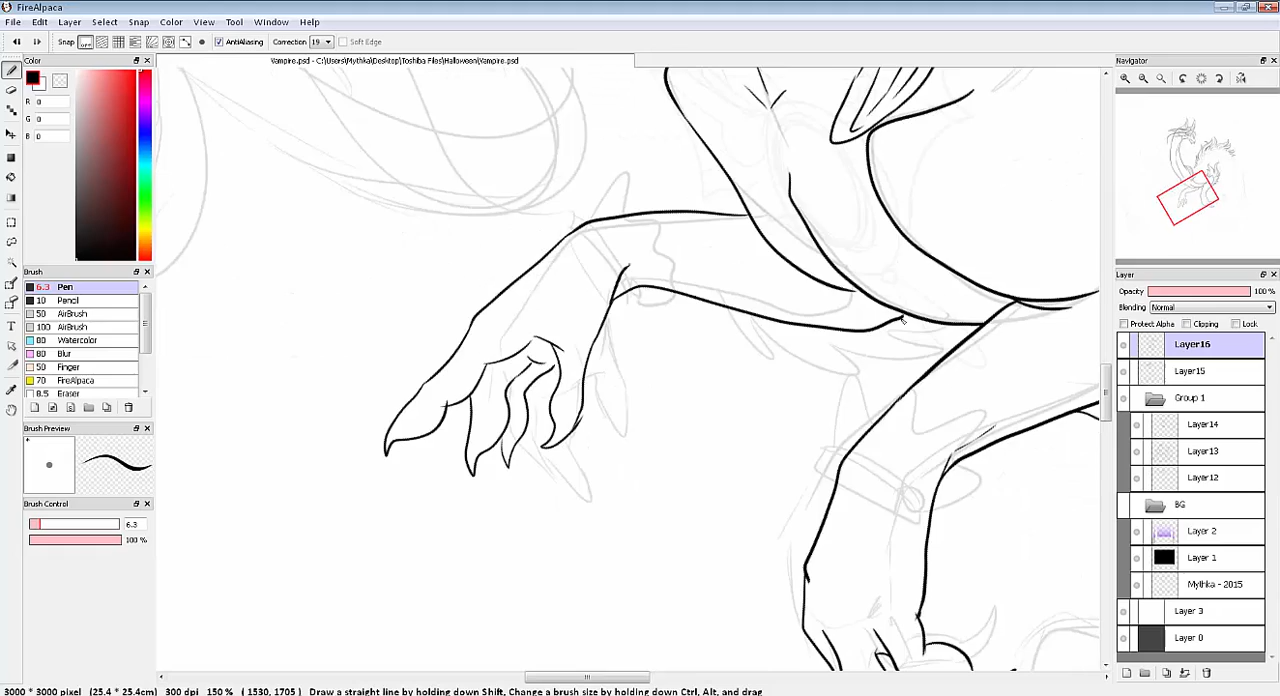 FireAlpaca
File Edit Layer Select Snap Color View Tool Window Help
Snap OFF AntiAliasing Correction 19 Soft Edge
Vampire.psd - C:\Users\Mythka\Desktop\Toshiba Files\Halloween\Vampire.psd
Color
R 0
G 0
B 0
Brush
6.3 Pen
10 Pencil
50 AirBrush
100 AirBrush
80 Watercolor
80 Blur
50 Finger
70 FireAlpaca
8.5 Eraser
Brush Preview
Brush Control
6.3
100 %
Navigator
Layer
Opacity 100 %
Blending Normal
Protect Alpha Clipping Lock
Layer16
Layer15
Group 1
Layer14
Layer13
Layer12
BG
Layer 2
Layer 1
Mythka - 2015
Layer 3
Layer 0
3000 * 3000 pixel (25.4 * 25.4cm) 300 dpi 150 % ( 1530, 1705 ) Draw a straight line by holding down Shift, Change a brush size by holding down Ctrl, Alt, and drag